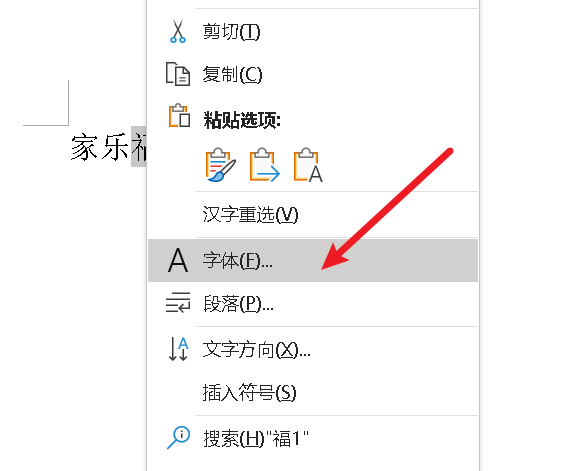 剪切(T)
复制(C)
粘贴选项:
家乐福
汉字重选(V)
字体(F)...
段落(P)...
文字方向(X)...
插入符号(S)
搜索(H)"福1"